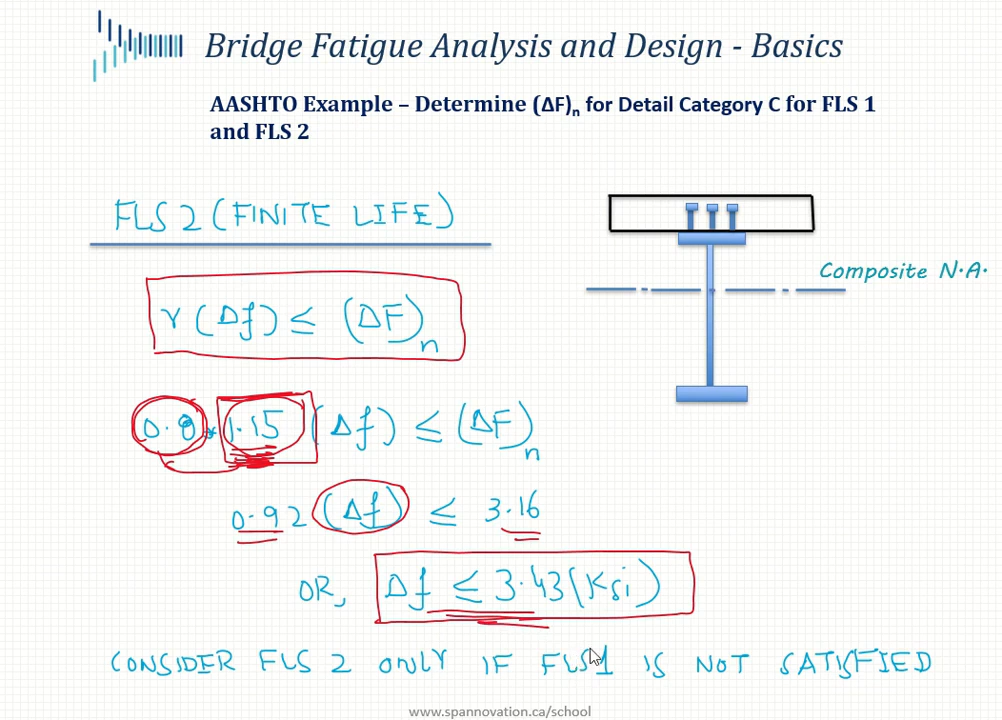 Bridge Fatigue Analysis and Design - Basics
AASHTO Example – Determine (ΔF)n for Detail Category C for FLS 1
and FLS 2
FLS 2 (FINITE LIFE)
Composite N.A.
γ (Δf) ≤ (ΔF)n
0.8 * 1.15 (Δf) ≤ (ΔF)n
0.92 (Δf) ≤ 3.16
OR, Δf ≤ 3.43 (Ksi)
CONSIDER FLS 2 ONLY IF FLS1 IS NOT SATISFIED
www.spannovation.ca/school